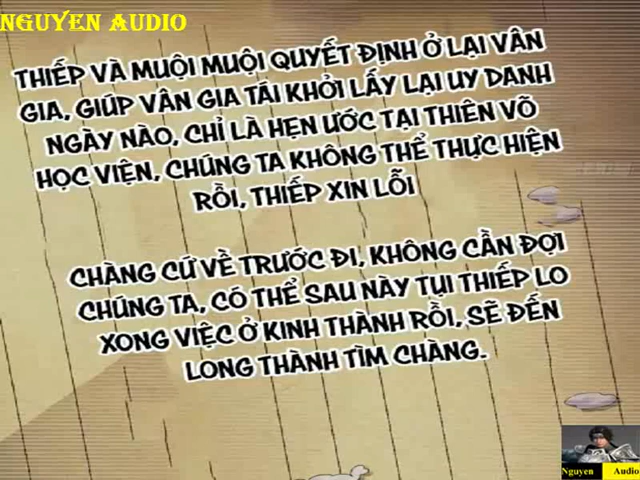 NGUYEN AUDIO
THIẾP VÀ MUỘI MUỘI QUYẾT ĐỊNH Ở LẠI VÂN
GIA, GIÚP VÂN GIA TÁI KHỞI LẤY LẠI UY DANH
NGÀY NÀO, CHỈ LÀ HẸN ƯỚC TẠI THIÊN VÕ
HỌC VIỆN, CHÚNG TA KHÔNG THỂ THỰC HIỆN
RỒI, THIẾP XIN LỖI
CHÀNG CỨ VỀ TRƯỚC ĐI, KHÔNG CẦN ĐỢI
CHÚNG TA, CÓ THỂ SAU NÀY TỤI THIẾP LO
XONG VIỆC Ở KINH THÀNH RỒI, SẼ ĐẾN
LONG THÀNH TÌM CHÀNG.
Nguyen Audio